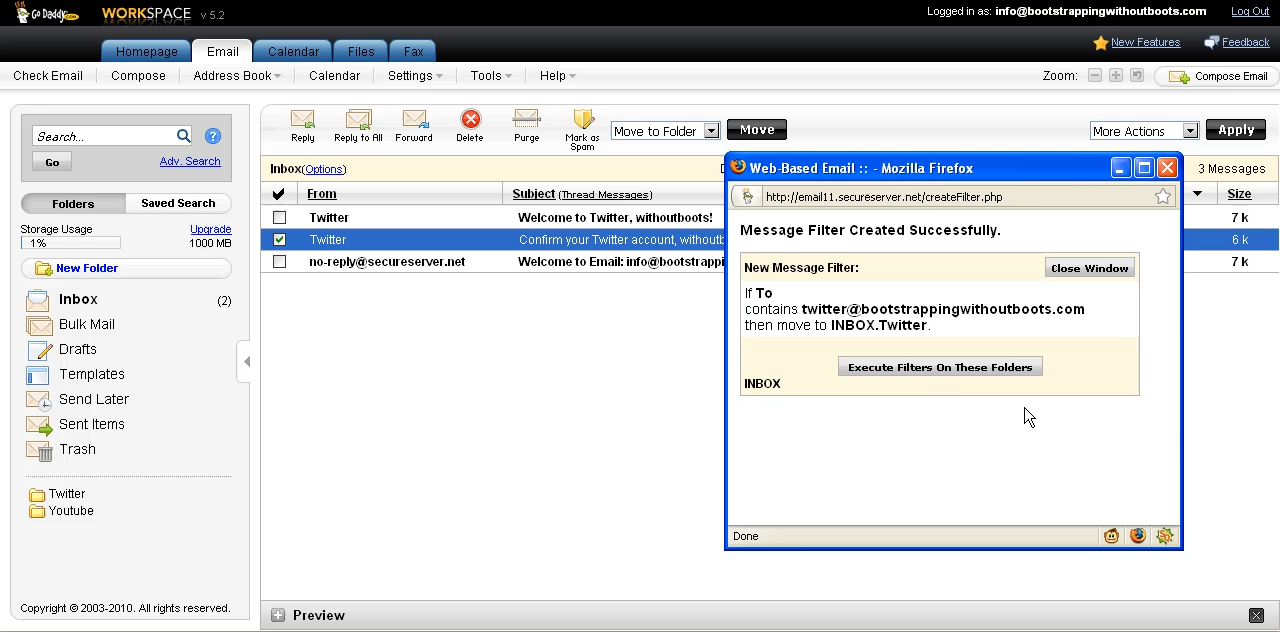 Go Daddy.COM WORKSPACE v 5.2
Logged in as: info@bootstrappingwithoutboots.com Log Out
Homepage Email Calendar Files Fax
New Features Feedback
Check Email Compose Address Book Calendar Settings Tools Help
Zoom: Compose Email
Search...
Go Adv. Search
Folders Saved Search
Storage Usage Upgrade
1% 1000 MB
New Folder
Inbox (2)
Bulk Mail
Drafts
Templates
Send Later
Sent Items
Trash
Twitter
Youtube
Copyright © 2003-2010. All rights reserved.
Reply Reply to All Forward Delete Purge Mark as Spam Move to Folder Move More Actions Apply
Inbox(Options) 3 Messages
From Subject (Thread Messages) Size
Twitter Welcome to Twitter, withoutboots! 7 k
Twitter Confirm your Twitter account, withoutb 6 k
no-reply@secureserver.net Welcome to Email: info@bootstrappi 7 k
Web-Based Email :: - Mozilla Firefox
http://email11.secureserver.net/createFilter.php
Message Filter Created Successfully.
New Message Filter: Close Window
If To
contains twitter@bootstrappingwithoutboots.com
then move to INBOX.Twitter.
Execute Filters On These Folders
INBOX
Done
Preview